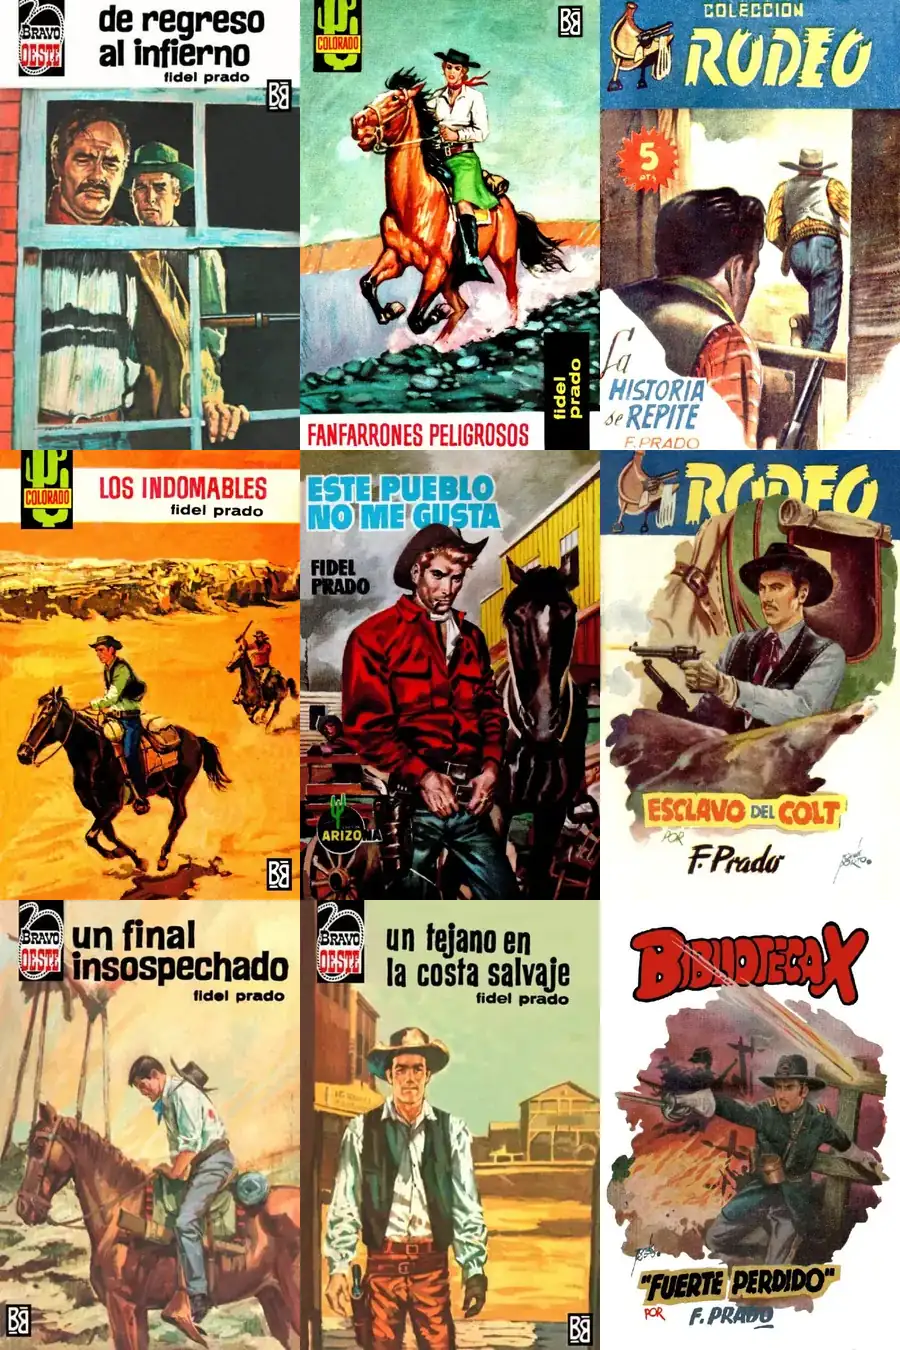 BRAVO
OESTE
de regreso
al infierno
fidel prado
BB
COLORADO
BB
fidel
prado
FANFARRONES PELIGROSOS
COLECCIÓN
RODEO
5
PTS
La
HISTORIA
se REPITE
F. PRADO
COLORADO
LOS INDOMABLES
fidel prado
BB
ESTE PUEBLO
NO ME GUSTA
FIDEL
PRADO
ARIZONA
RODEO
ESCLAVO DEL COLT
POR
F. Prado
BRAVO
OESTE
un final
insospechado
fidel prado
BB
BRAVO
OESTE
un tejano en
la costa salvaje
fidel prado
BB
BIBLIOTECA X
"FUERTE PERDIDO"
POR F. PRADO